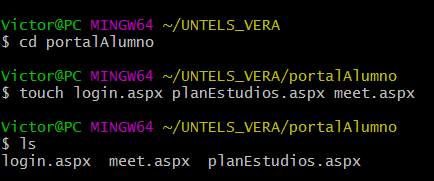 Victor@PC MINGW64 ~/UNTELS_VERA
$ cd portalAlumno
Victor@PC MINGW64 ~/UNTELS_VERA/portalAlumno
$ touch login.aspx planEstudios.aspx meet.aspx
Victor@PC MINGW64 ~/UNTELS_VERA/portalAlumno
$ ls
login.aspx  meet.aspx  planEstudios.aspx